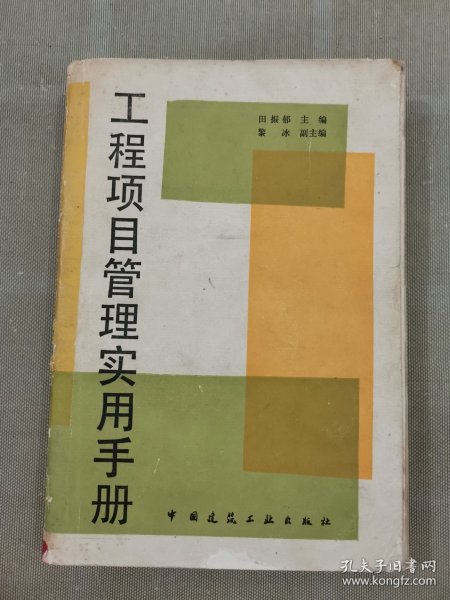 田振郁 主编
黎冰 副主编
工程项目管理实用手册
中国建筑工业出版社
孔夫子旧书网
www.kongfz.com